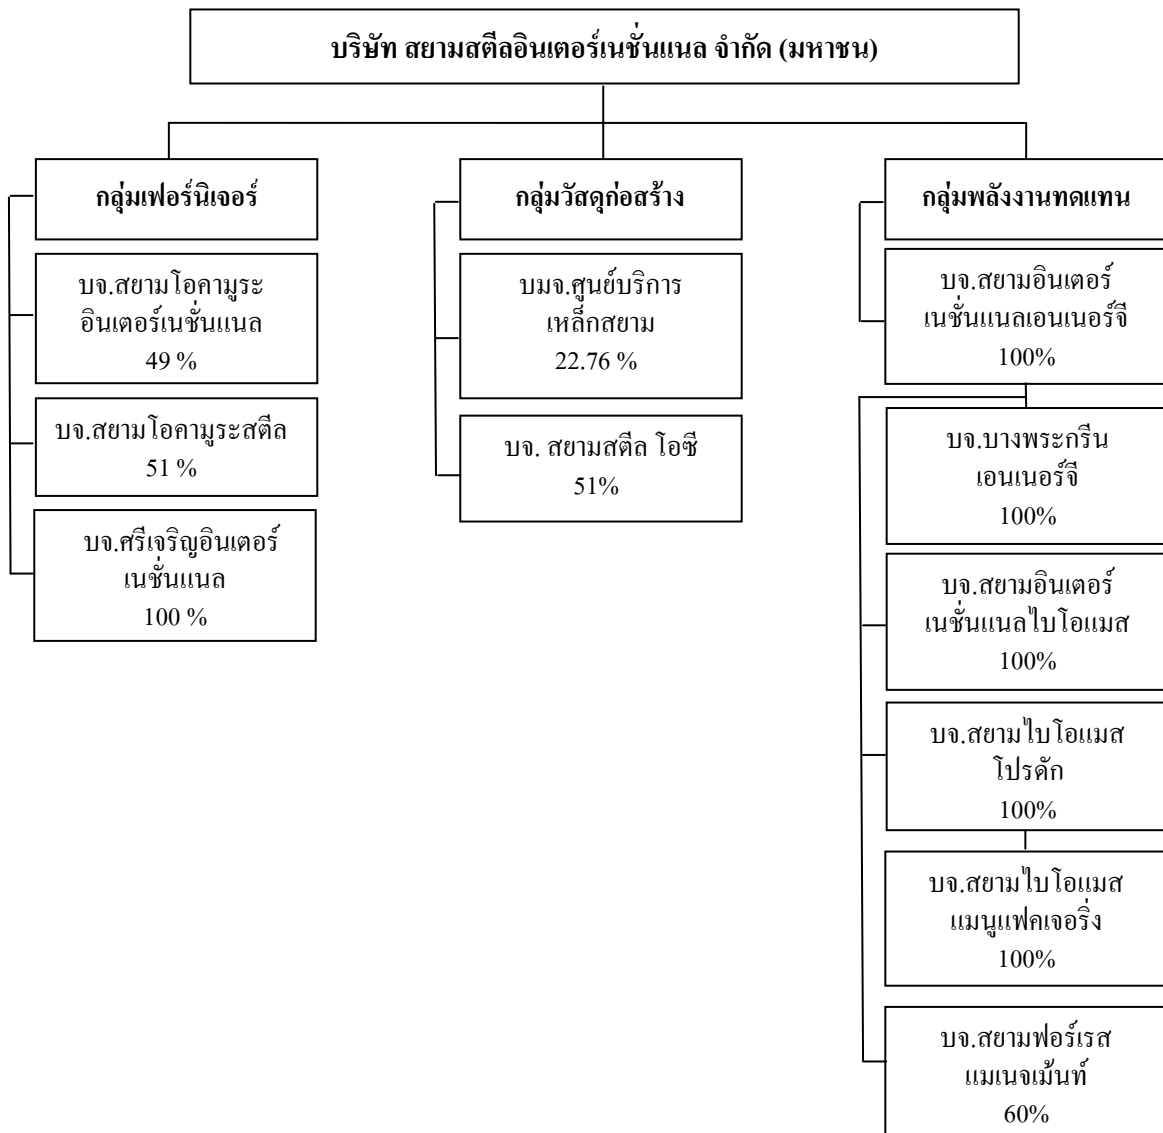 บริษัท สยามสตีลอินเตอร์เนชั่นแนล จำกัด (มหาชน)
กลุ่มเฟอร์นิเจอร์
บจ.สยามโอคามูระ
อินเตอร์เนชั่นแนล
49 %
บจ.สยามโอคามูระสตีล
51 %
บจ.ศรีเจริญอินเตอร์
เนชั่นแนล
100 %
กลุ่มวัสดุก่อสร้าง
บมจ.ศูนย์บริการ
เหล็กสยาม
22.76 %
บจ. สยามสตีล โอซี
51%
กลุ่มพลังงานทดแทน
บจ.สยามอินเตอร์
เนชั่นแนลเอนเนอร์จี
100%
บจ.บางพระกรีน
เอนเนอร์จี
100%
บจ.สยามอินเตอร์
เนชั่นแนลไบโอแมส
100%
บจ.สยามไบโอแมส
โปรดัก
100%
บจ.สยามไบโอแมส
แมนูแฟคเจอริ่ง
100%
บจ.สยามฟอร์เรส
แมเนจเม้นท์
60%